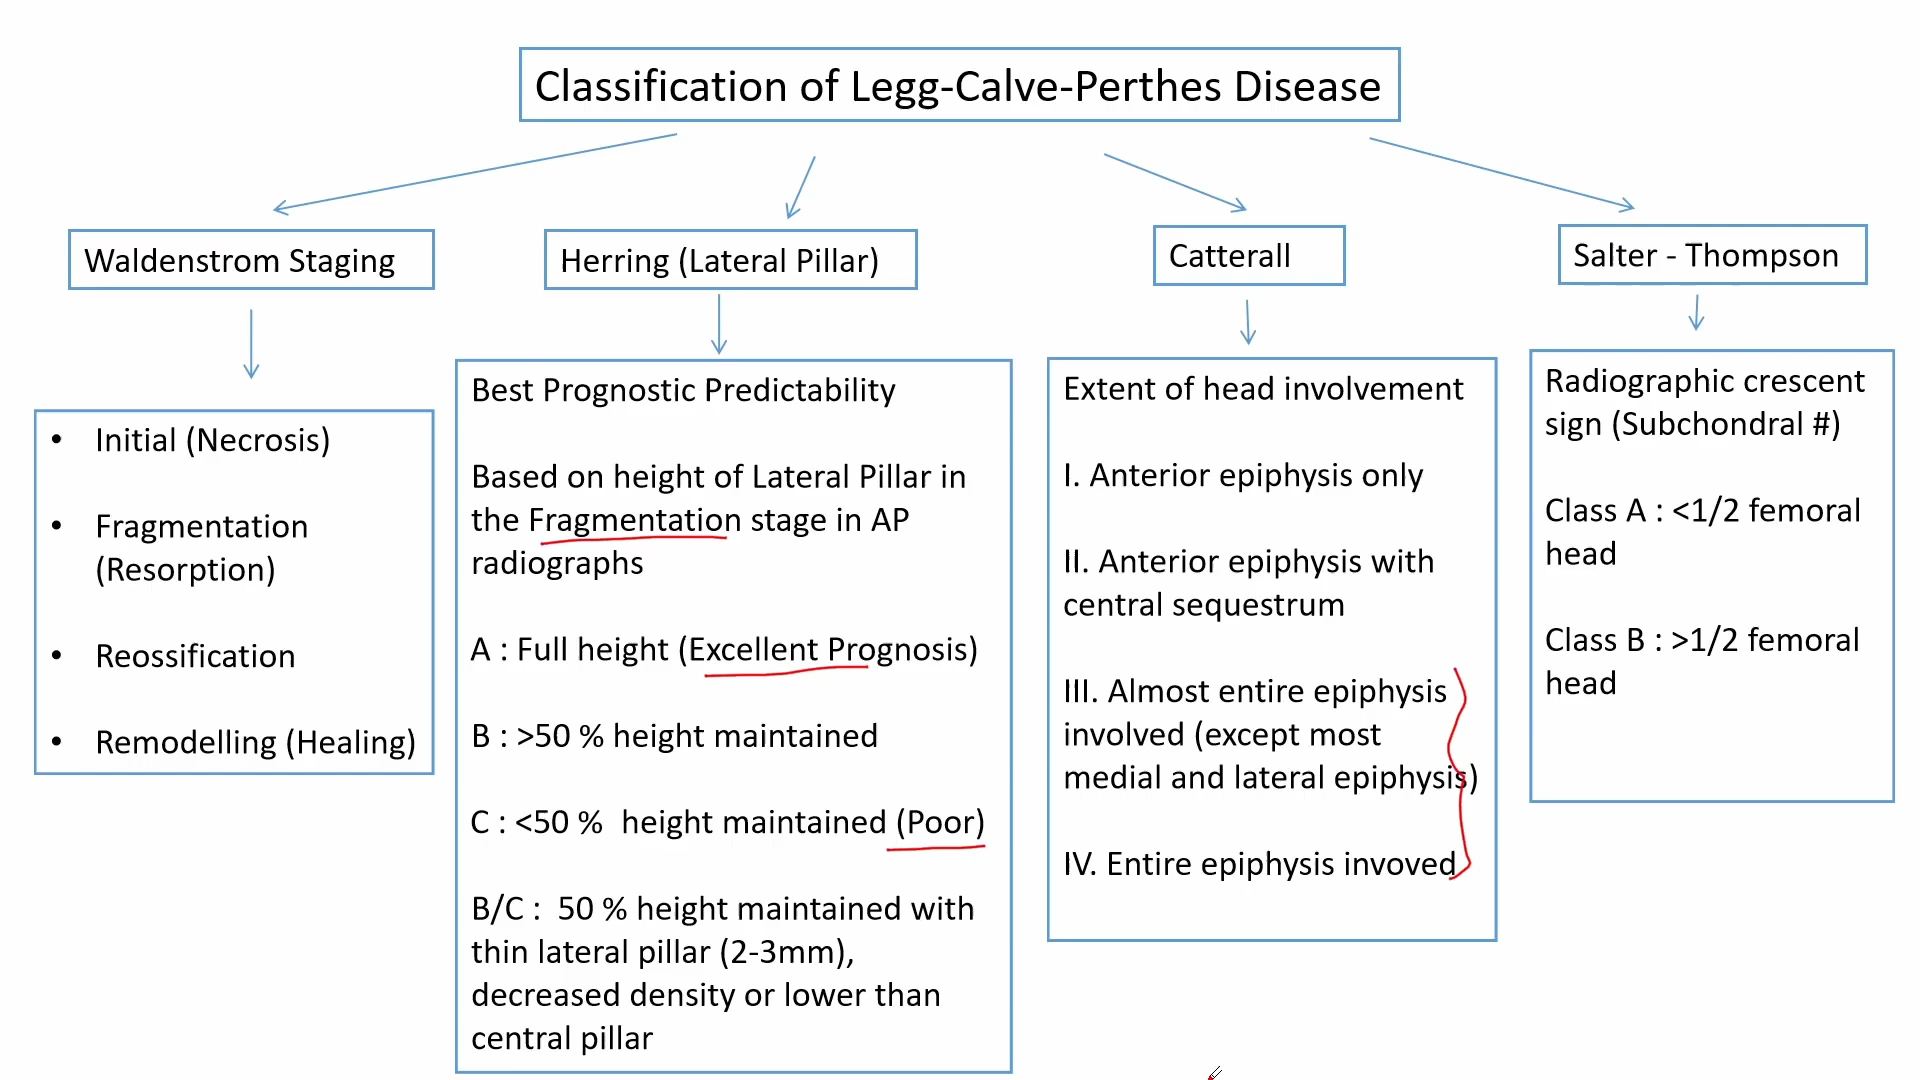 Classification of Legg-Calve-Perthes Disease
Waldenstrom Staging
• Initial (Necrosis)
• Fragmentation
(Resorption)
• Reossification
• Remodelling (Healing)
Herring (Lateral Pillar)
Best Prognostic Predictability
Based on height of Lateral Pillar in
the Fragmentation stage in AP
radiographs
A : Full height (Excellent Prognosis)
B : >50 % height maintained
C : <50 %  height maintained (Poor)
B/C :  50 % height maintained with
thin lateral pillar (2-3mm),
decreased density or lower than
central pillar
Catterall
Extent of head involvement
I. Anterior epiphysis only
II. Anterior epiphysis with
central sequestrum
III. Almost entire epiphysis
involved (except most
medial and lateral epiphysis)
IV. Entire epiphysis invoved
Salter - Thompson
Radiographic crescent
sign (Subchondral #)
Class A : <1/2 femoral
head
Class B : >1/2 femoral
head